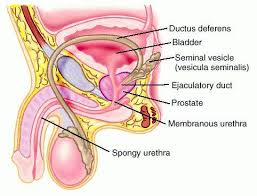 Ductus deferens
Bladder
Seminal vesicle
(vesicula seminalis)
Ejaculatory duct
Prostate
Membranous urethra
Spongy urethra